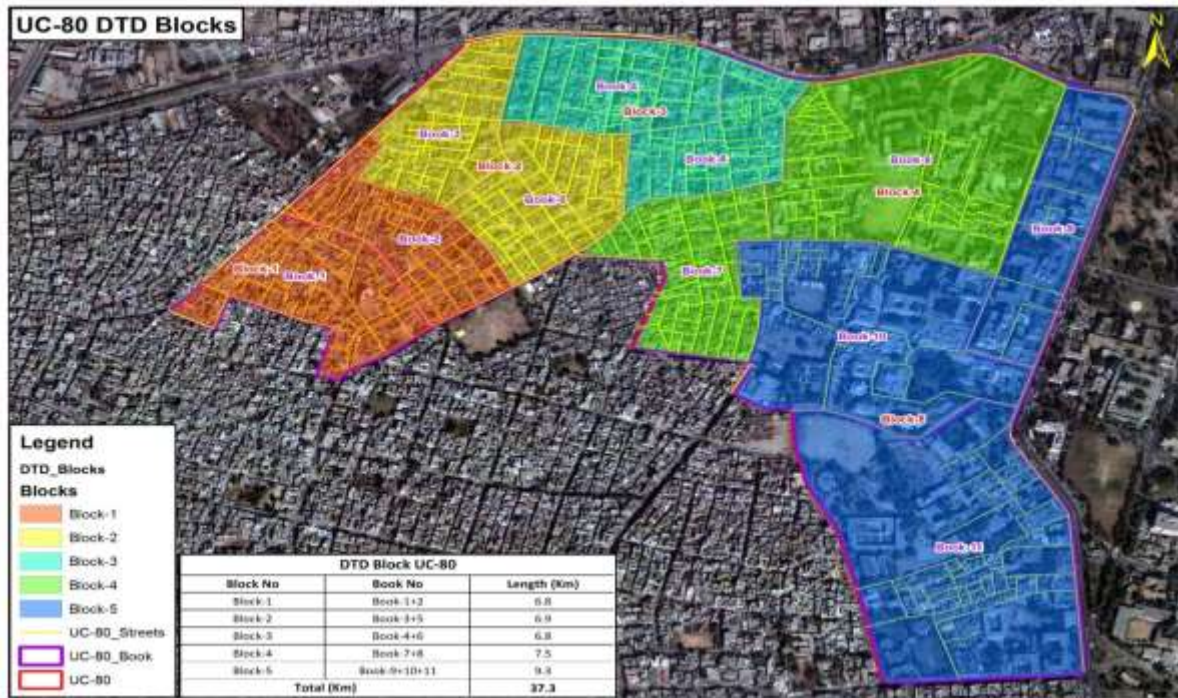 UC-80 DTD Blocks
N
Book-4
Block-3
Book-3
Block-2
Book-6
Book-8
Block-4
Book-5
Book-2
Block-1
Book-1
Book-9
Book-7
Book-10
Block-5
Book-11
Legend
DTD_Blocks
Blocks
Block-1
Block-2
Block-3
Block-4
Block-5
UC-80_Streets
UC-80_Book
UC-80
DTD Block UC-80
Block No Book No Length (Km)
Block-1 Book-1+2 6.8
Block-2 Book-3+5 6.9
Block-3 Book-4+6 6.8
Block-4 Book-7+8 7.5
Block-5 Book-9+10+11 9.3
Total (Km) 37.3